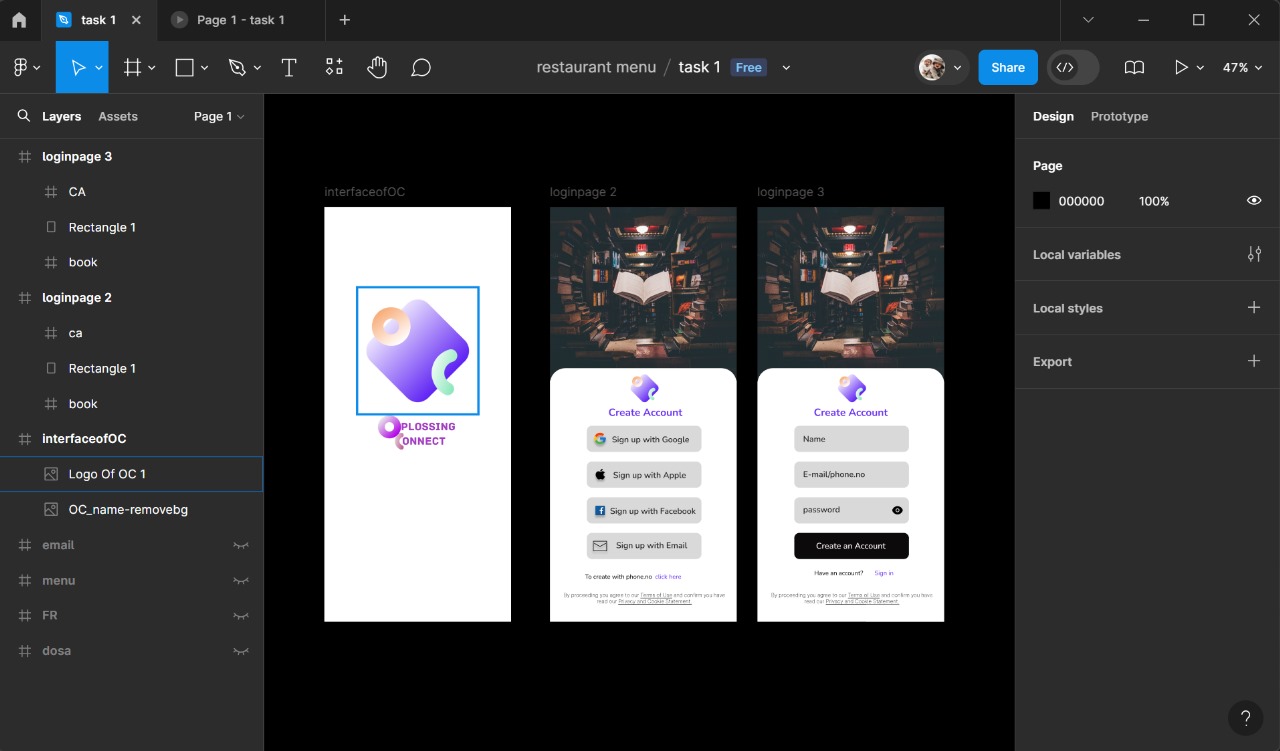 task 1
Page 1 - task 1
restaurant menu / task 1 Free
Share
</>
47%
Layers
Assets
Page 1
loginpage 3
CA
Rectangle 1
book
loginpage 2
ca
Rectangle 1
book
interfaceofOC
Logo Of OC 1
OC_name-removebg
email
menu
FR
dosa
interfaceofOC
PLOSSING
ONNECT
loginpage 2
Create Account
Sign up with Google
Sign up with Apple
Sign up with Facebook
Sign up with Email
To create with phone.no click here
By proceeding you agree to our Terms of Use and confirm you have
read our Privacy and Cookie Statement.
loginpage 3
Create Account
Name
E-mail/phone.no
password
Create an Account
Have an account? Sign in
By proceeding you agree to our Terms of Use and confirm you have
read our Privacy and Cookie Statement.
Design
Prototype
Page
000000
100%
Local variables
Local styles
Export
?